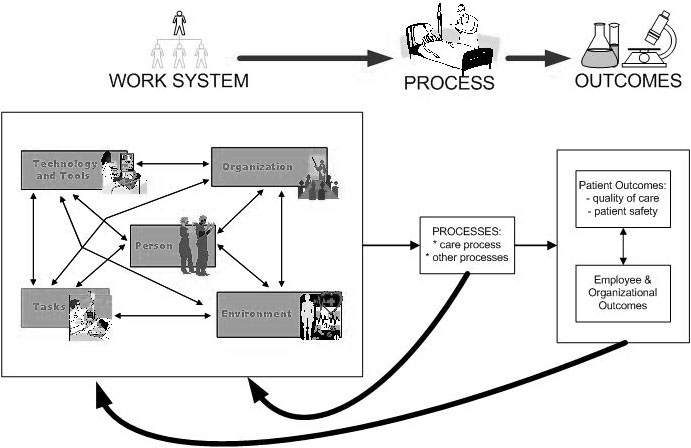 WORK SYSTEM
PROCESS
OUTCOMES
Technology
and Tools
Organization
Person
Tasks
Environment
PROCESSES:
* care process
* other processes
Patient Outcomes:
- quality of care
- patient safety
Employee &
Organizational
Outcomes